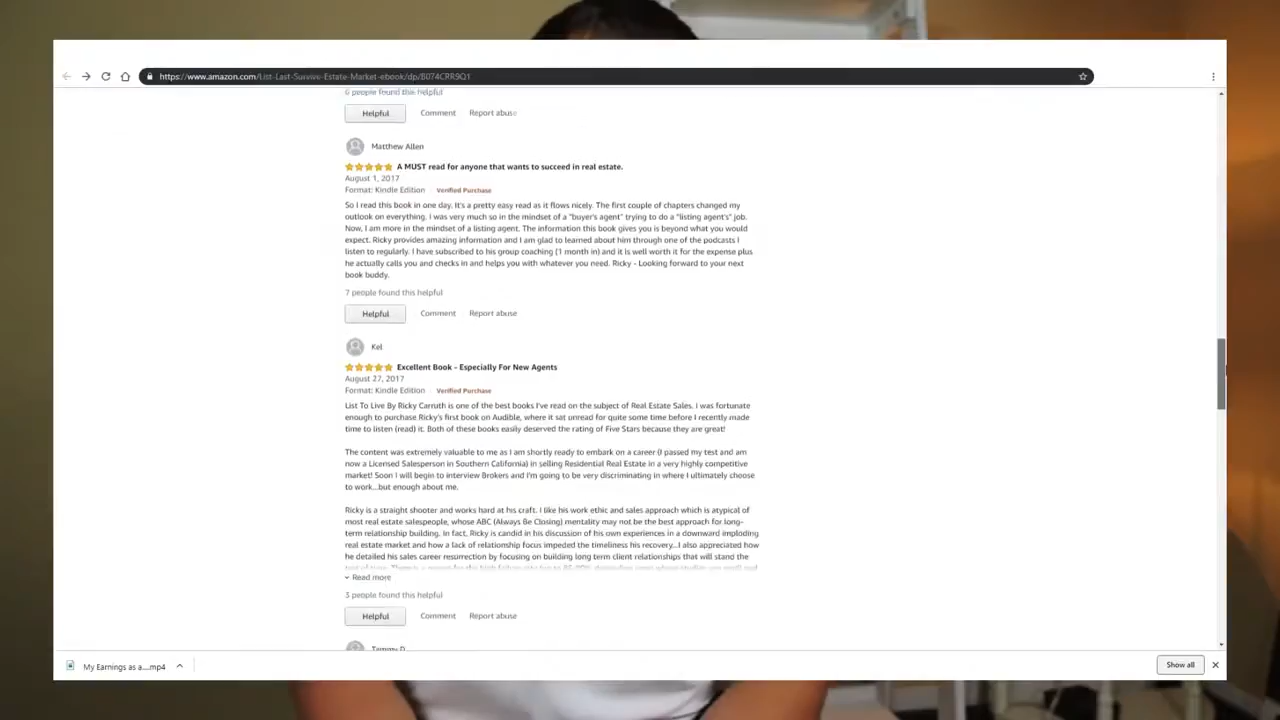 https://www.amazon.com/List-Last-Survive-Estate-Market-ebook/dp/B074CRR9Q1
6 people found this helpful
Helpful
Comment
Report abuse
Matthew Allen
A MUST read for anyone that wants to succeed in real estate.
August 1, 2017
Format: Kindle Edition
Verified Purchase
So I read this book in one day. It's a pretty easy read as it flows nicely. The first couple of chapters changed my
outlook on everything. I was very much so in the mindset of a "buyer's agent" trying to do a "listing agent's" job.
Now, I am more in the mindset of a listing agent. The information this book gives you is beyond what you would
expect. Ricky provides amazing information and I am glad to learned about him through one of the podcasts I
listen to regularly. I have subscribed to his group coaching (1 month in) and it is well worth it for the expense plus
he actually calls you and checks in and helps you with whatever you need. Ricky - Looking forward to your next
book buddy.
7 people found this helpful
Helpful
Comment
Report abuse
Kel
Excellent Book - Especially For New Agents
August 27, 2017
Format: Kindle Edition
Verified Purchase
List To Live By Ricky Carruth is one of the best books I've read on the subject of Real Estate Sales. I was fortunate
enough to purchase Ricky's first book on Audible, where it sat unread for quite some time before I recently made
time to listen (read) it. Both of these books easily deserved the rating of Five Stars because they are great!
The content was extremely valuable to me as I am shortly ready to embark on a career (I passed my test and am
now a Licensed Salesperson in Southern California) in selling Residential Real Estate in a very highly competitive
market! Soon I will begin to interview Brokers and I'm going to be very discriminating in where I ultimately choose
to work...but enough about me.
Ricky is a straight shooter and works hard at his craft. I like his work ethic and sales approach which is atypical of
most real estate salespeople, whose ABC (Always Be Closing) mentality may not be the best approach for long-
term relationship building. In fact, Ricky is candid in his discussion of his own experiences in a downward imploding
real estate market and how a lack of relationship focus impeded the timeliness his recovery...I also appreciated how
he detailed his sales career resurrection by focusing on building long term client relationships that will stand the
Read more
3 people found this helpful
Helpful
Comment
Report abuse
Tammy D
My Earnings as a....mp4
Show all